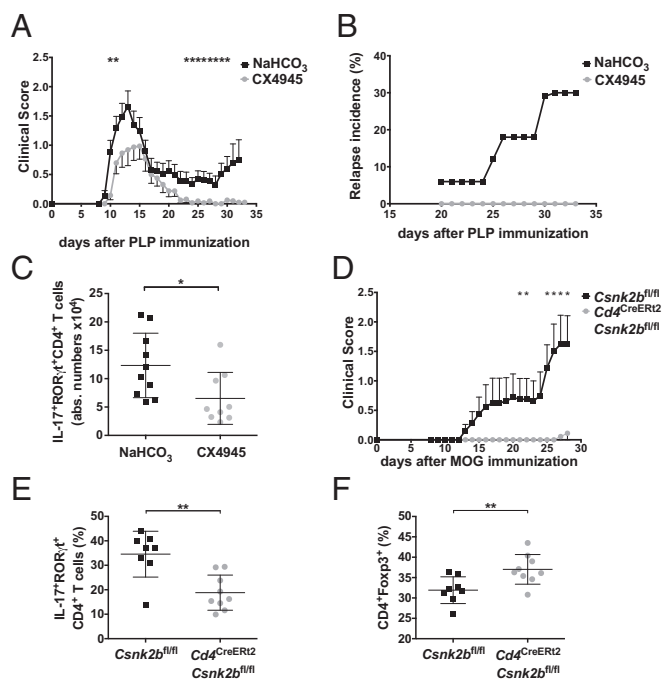 A
**
********
NaHCO₃
CX4945
Clinical Score
2.5
2.0
1.5
1.0
0.5
0.0
0 5 10 15 20 25 30 35
days after PLP immunization
B
NaHCO₃
CX4945
Relapse incidence (%)
40
30
20
10
0
15 20 25 30 35
days after PLP immunization
C
*
IL-17⁺RORγt⁺CD4⁺ T cells
(abs. numbers x10⁴)
25
20
15
10
5
0
NaHCO₃ CX4945
D
** ****
Csnk2bᶠˡ/ᶠˡ
Cd4ᶜʳᵉᴱᴿᵗ²
Csnk2bᶠˡ/ᶠˡ
Clinical Score
2.5
2.0
1.5
1.0
0.5
0.0
0 5 10 15 20 25 30
days after MOG immunization
E
**
IL-17⁺RORγt⁺
CD4⁺ T cells (%)
50
40
30
20
10
0
Csnk2bᶠˡ/ᶠˡ Cd4ᶜʳᵉᴱᴿᵗ²
Csnk2bᶠˡ/ᶠˡ
F
**
CD4⁺Foxp3⁺ (%)
50
45
40
35
30
25
20
Csnk2bᶠˡ/ᶠˡ Cd4ᶜʳᵉᴱᴿᵗ²
Csnk2bᶠˡ/ᶠˡ